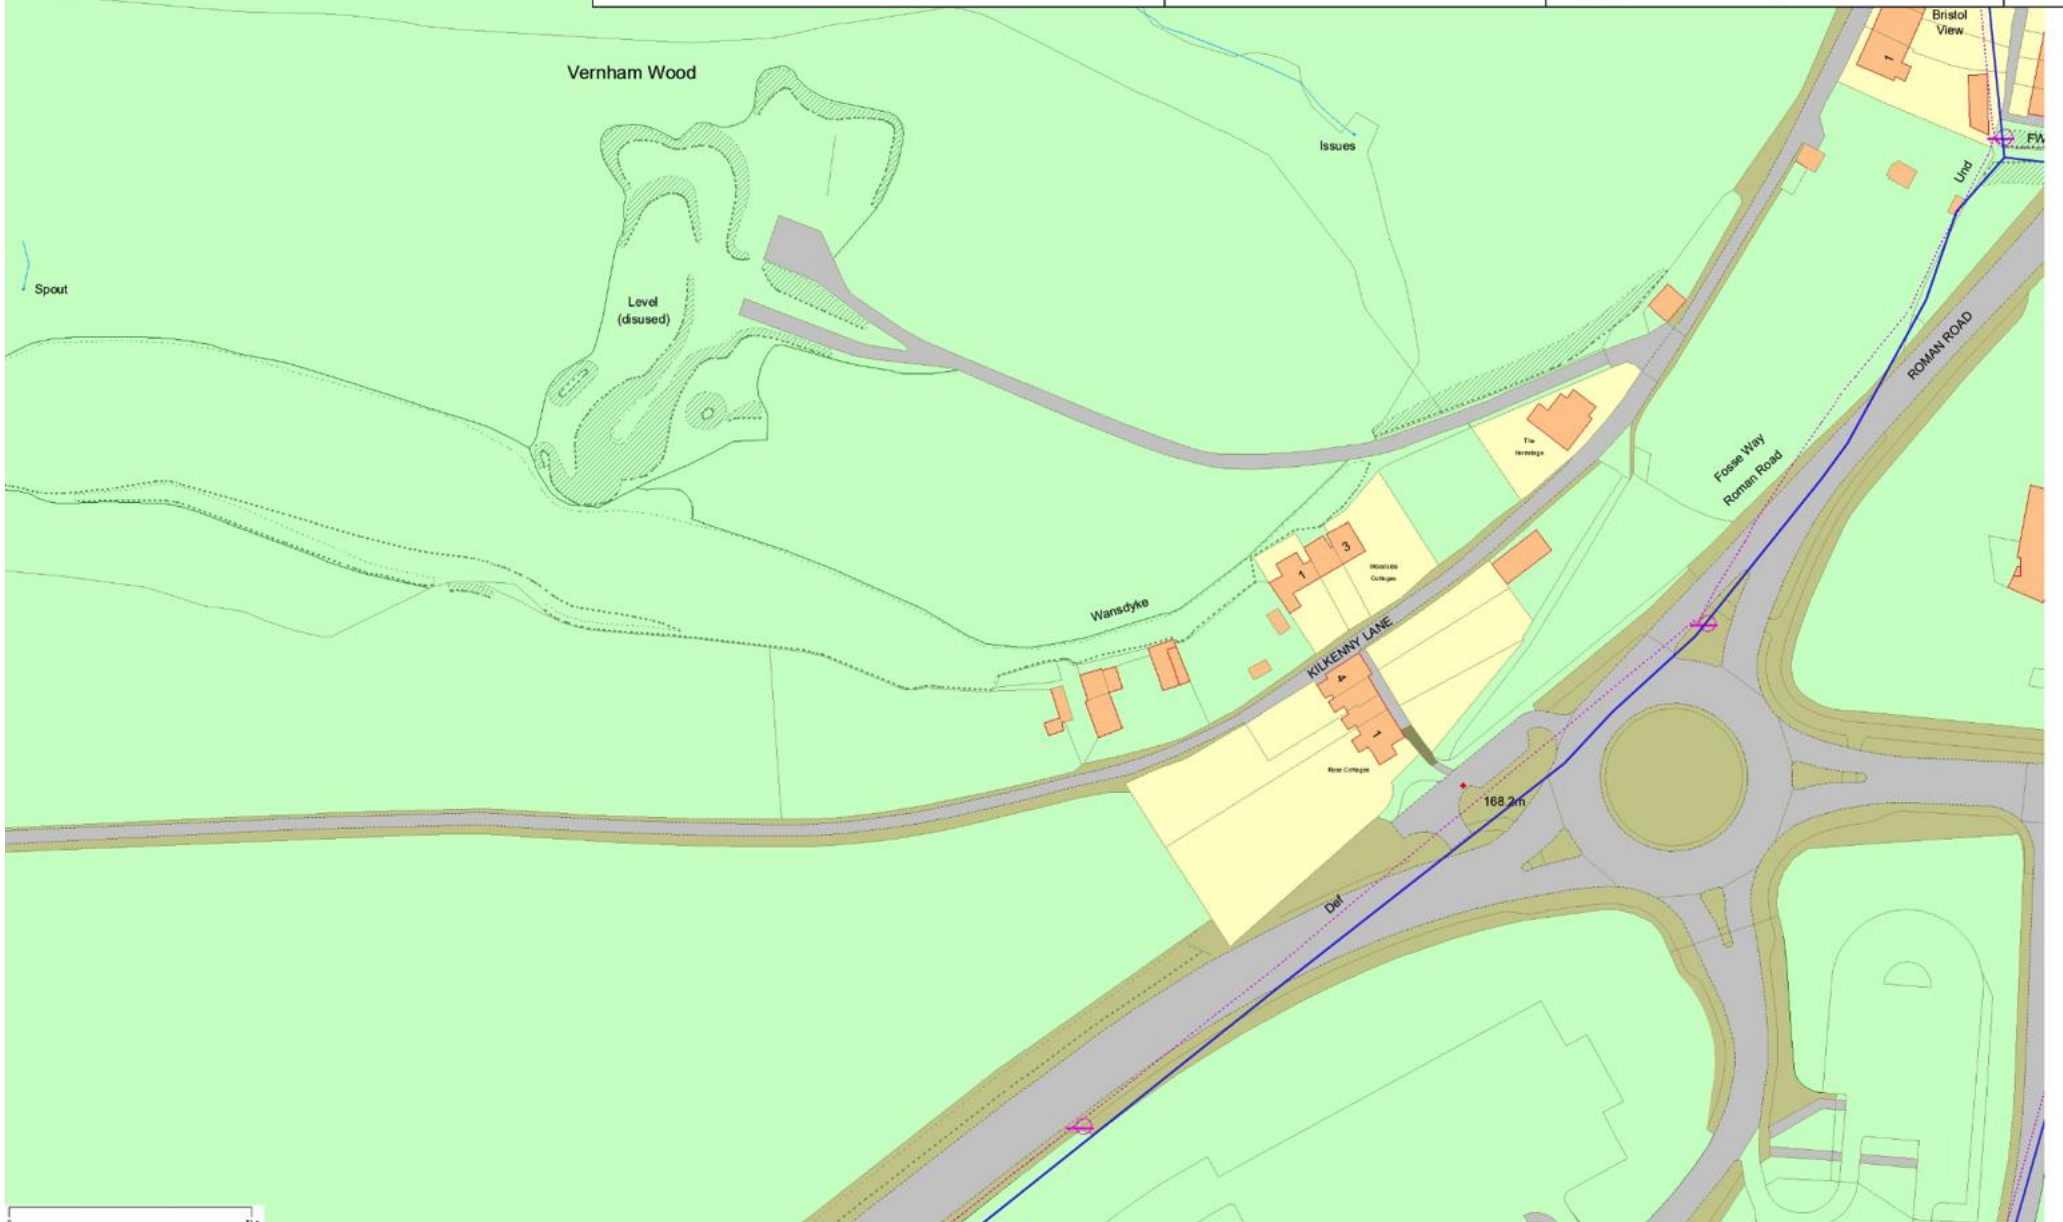 Bristol
View
1
Vernham Wood
FW
Issues
Und
Spout
Level
(disused)
ROMAN ROAD
The
Hermitage
Fosse Way
Roman Road
3
1
Woodside
Cottages
Wansdyke
KILKENNY LANE
4
1
Rose Cottages
168.2m
Def